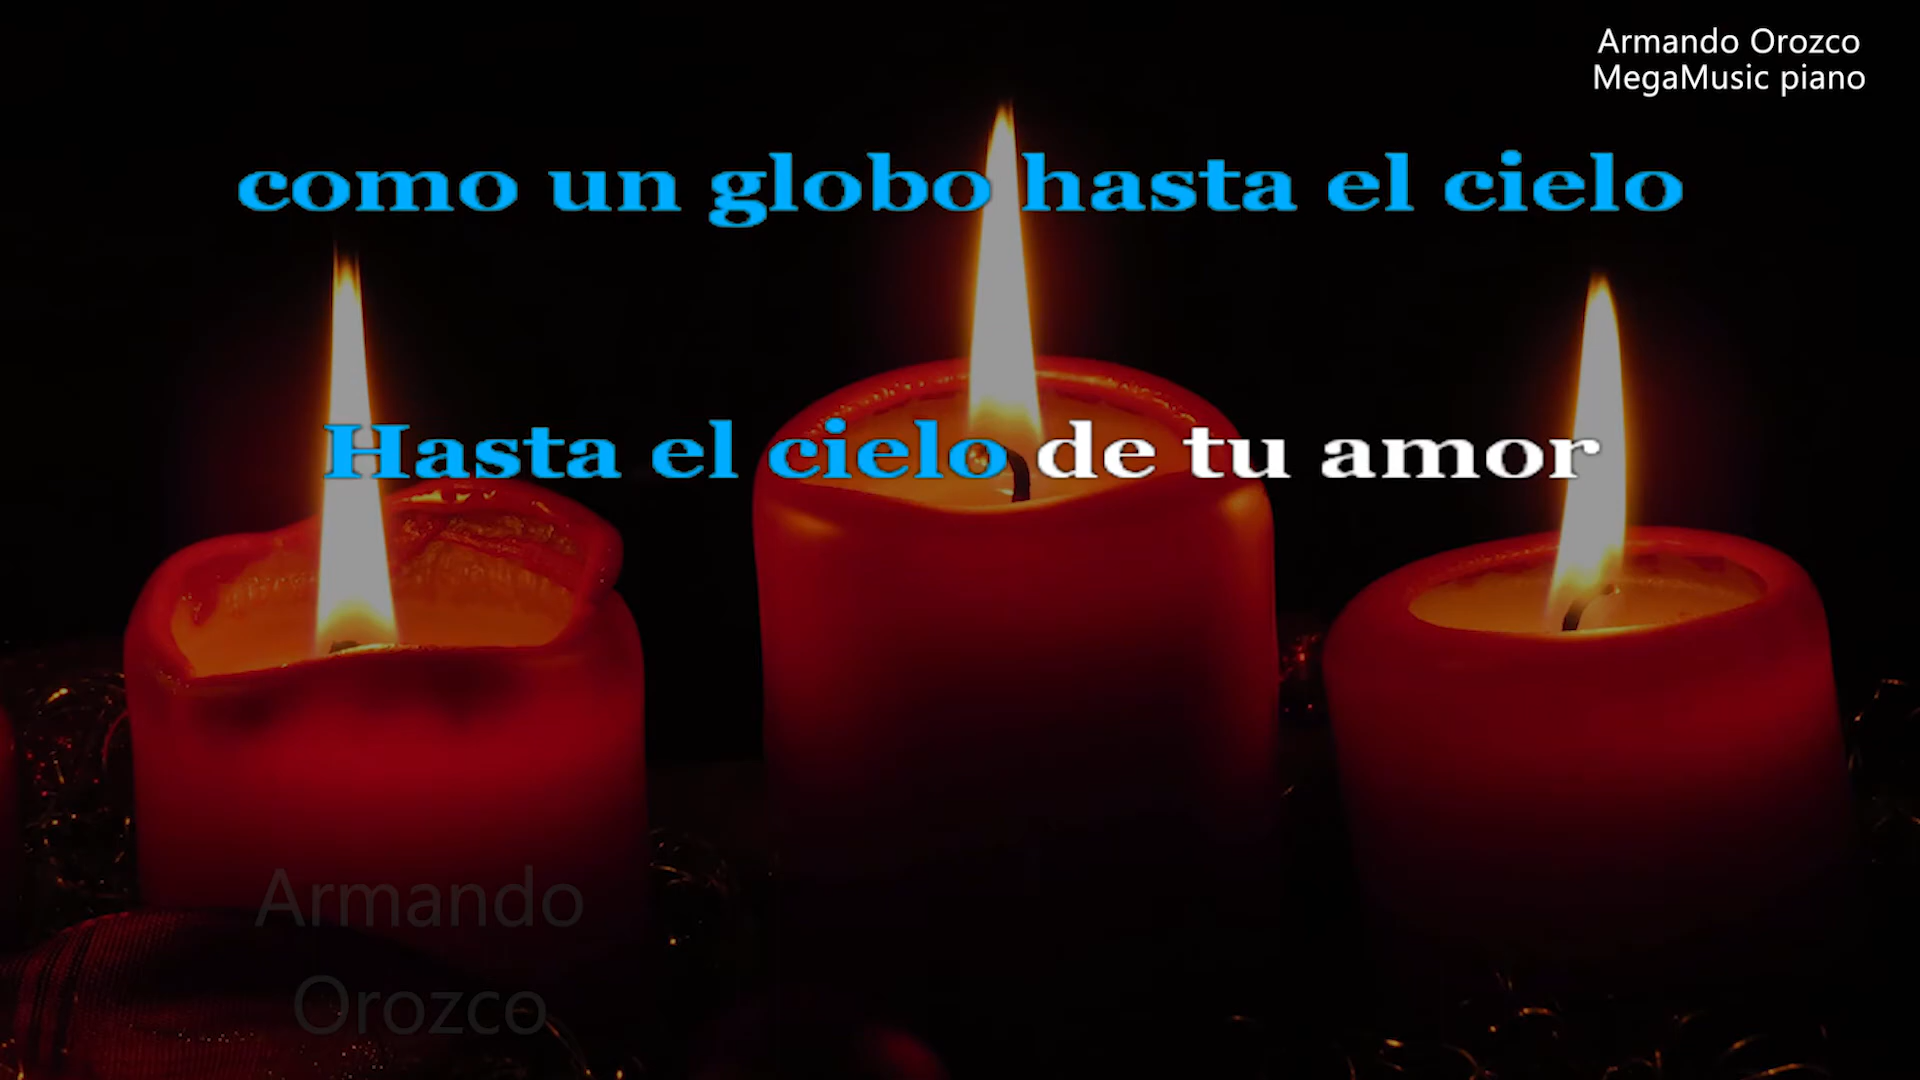 Armando Orozco
MegaMusic piano
como un globo hasta el cielo
Hasta el cielo de tu amor
Armando
Orozco